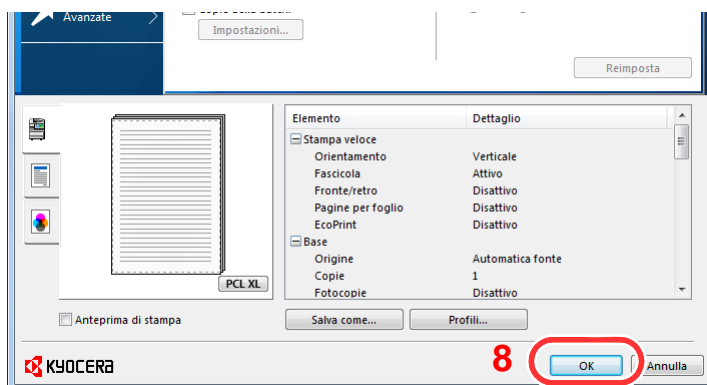 Avanzate
Impostazioni...
Reimposta
Elemento Dettaglio
Stampa veloce
Orientamento Verticale
Fascicola Attivo
Fronte/retro Disattivo
Pagine per foglio Disattivo
EcoPrint Disattivo
Base
Origine Automatica fonte
Copie 1
Fotocopie Disattivo
PCL XL
Anteprima di stampa
Salva come... Profili...
KYOCERA
8 OK Annulla